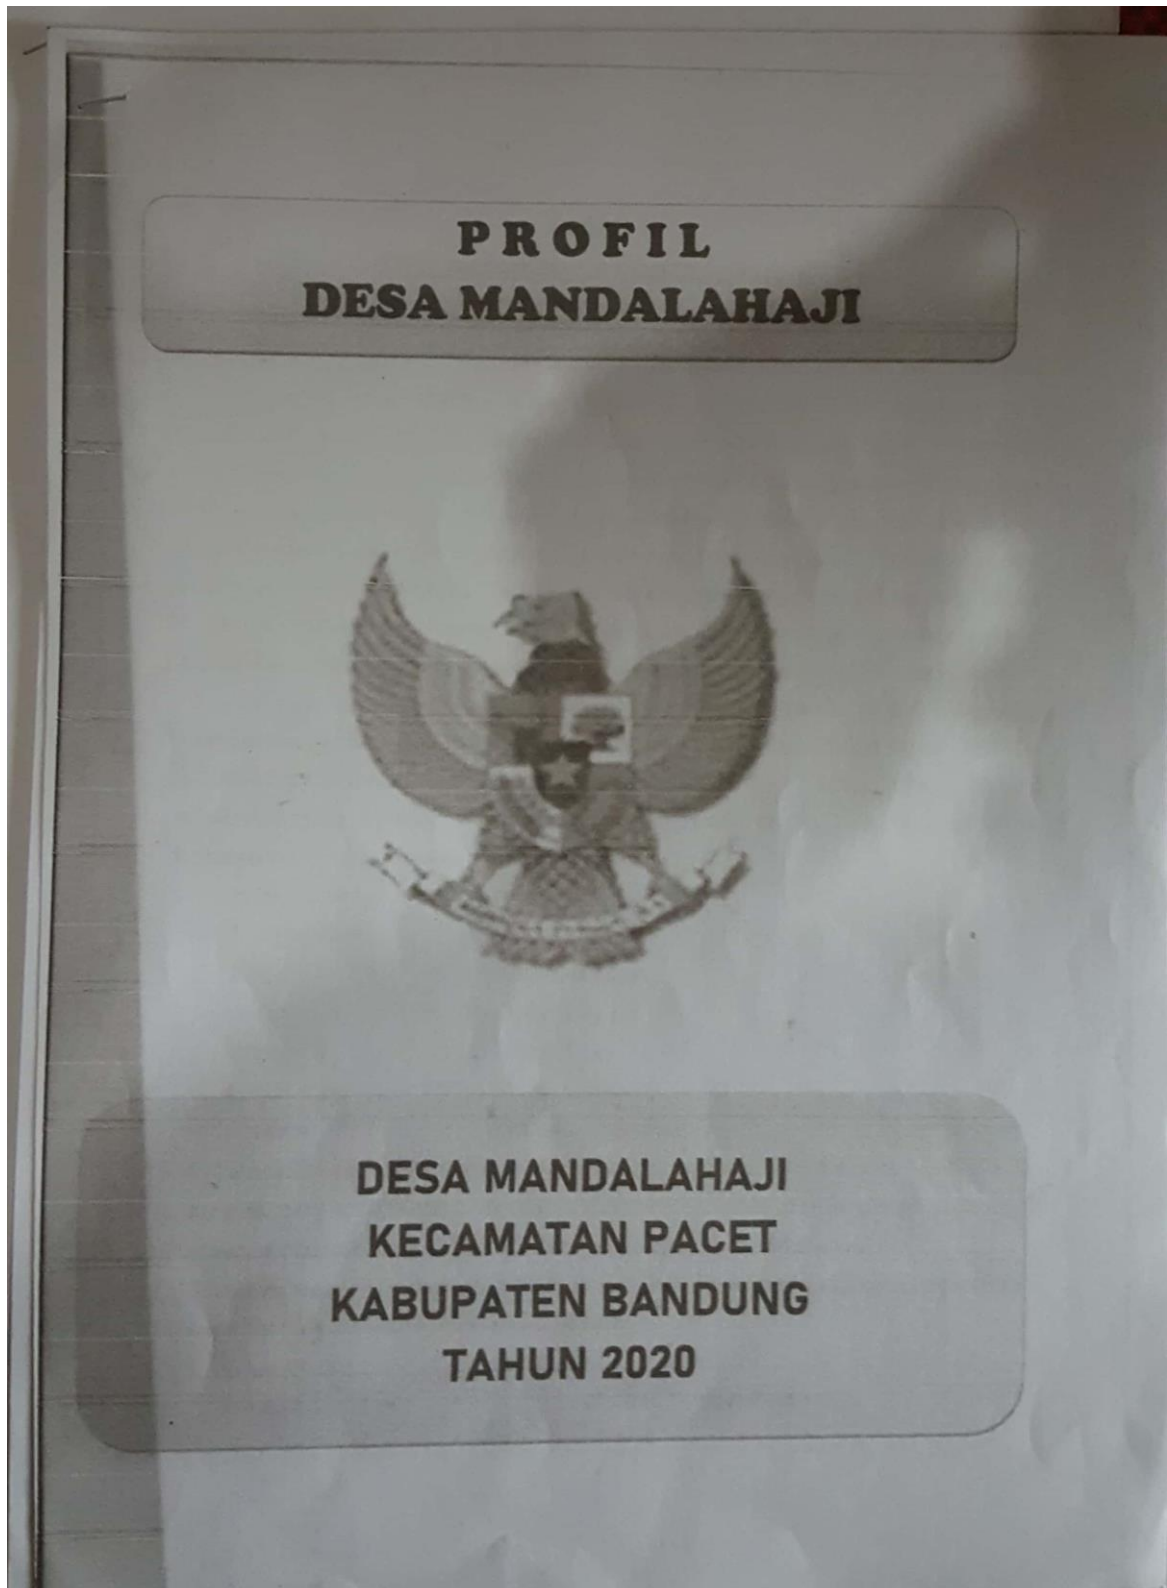 PROFIL
DESA MANDALAHAJI
DESA MANDALAHAJI
KECAMATAN PACET
KABUPATEN BANDUNG
TAHUN 2020